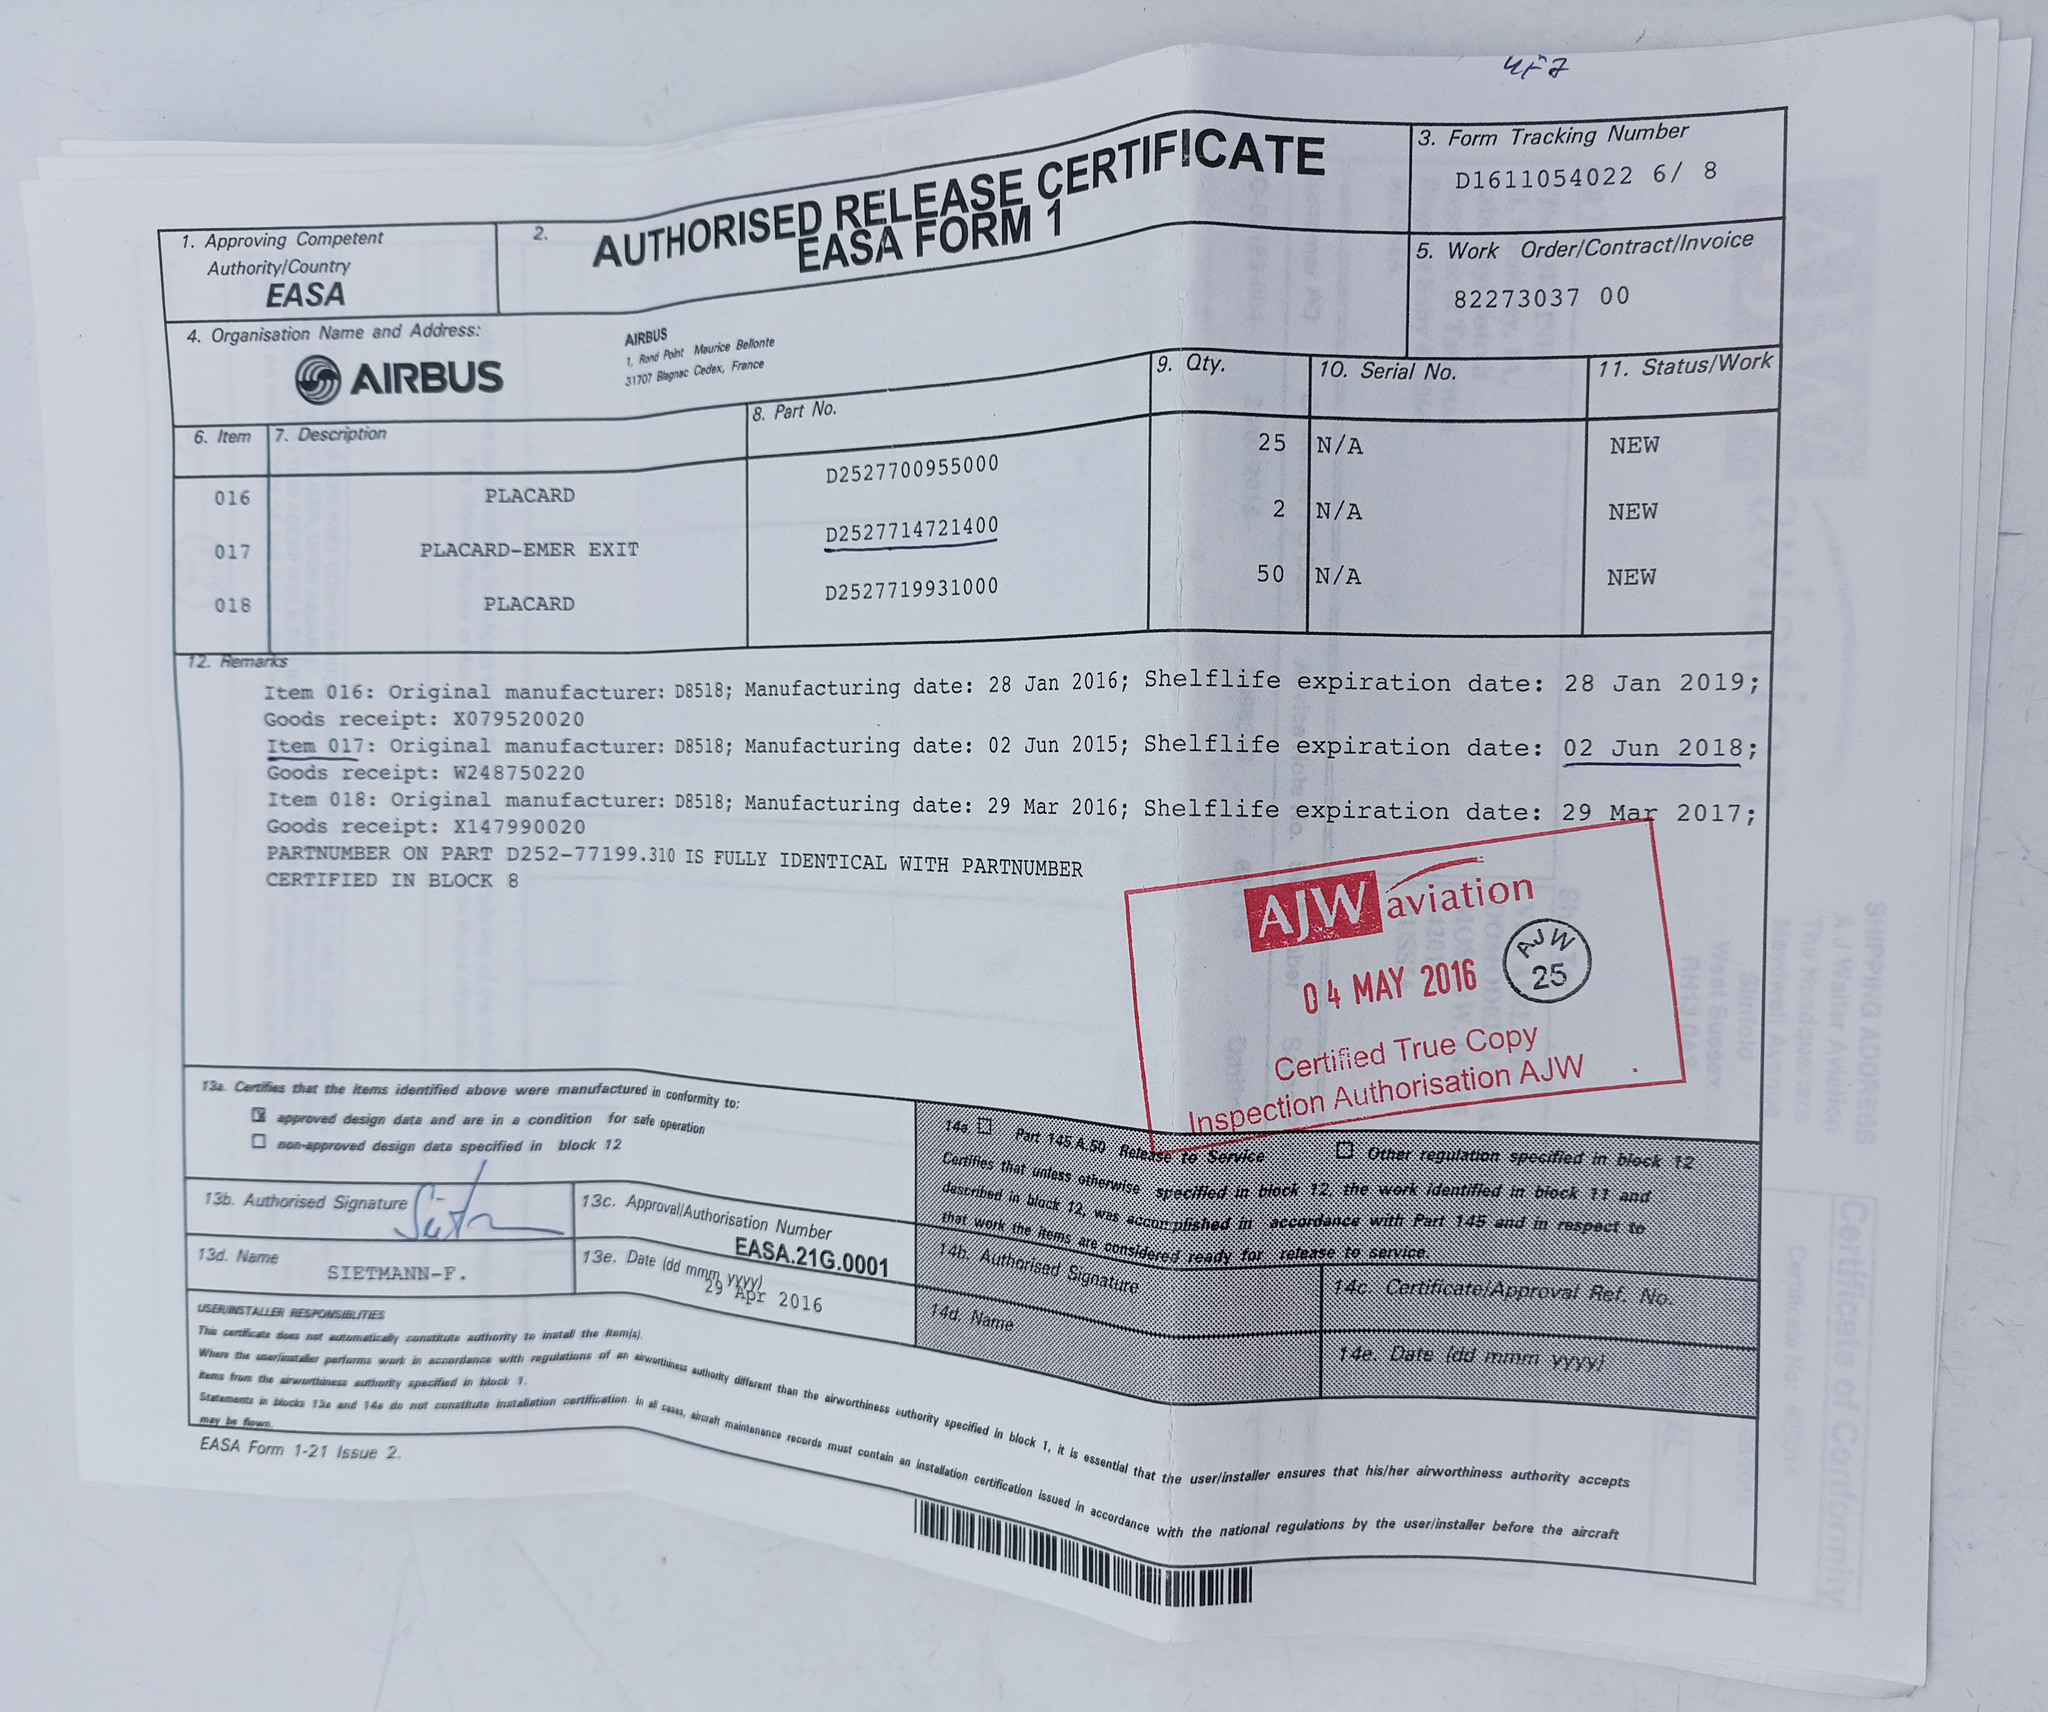 1. Approving Competent
Authority/Country
EASA
2.
AUTHORISED RELEASE CERTIFICATE
EASA FORM 1
3. Form Tracking Number
D1611054022 6/ 8
4. Organisation Name and Address:
AIRBUS
AIRBUS
1, Rond Point Maurice Bellonte
31707 Blagnac Cedex, France
5. Work Order/Contract/Invoice
82273037 00
6. Item 7. Description 8. Part No. 9. Qty. 10. Serial No. 11. Status/Work
016 PLACARD D2527700955000 25 N/A NEW
017 PLACARD-EMER EXIT D2527714721400 2 N/A NEW
018 PLACARD D2527719931000 50 N/A NEW
12. Remarks
Item 016: Original manufacturer: D8518; Manufacturing date: 28 Jan 2016; Shelflife expiration date: 28 Jan 2019;
Goods receipt: X079520020
Item 017: Original manufacturer: D8518; Manufacturing date: 02 Jun 2015; Shelflife expiration date: 02 Jun 2018;
Goods receipt: W248750220
Item 018: Original manufacturer: D8518; Manufacturing date: 29 Mar 2016; Shelflife expiration date: 29 Mar 2017;
Goods receipt: X147990020
PARTNUMBER ON PART D252-77199.310 IS FULLY IDENTICAL WITH PARTNUMBER
CERTIFIED IN BLOCK 8
AJW aviation
04 MAY 2016
AJW
25
Certified True Copy
Inspection Authorisation AJW
13a. Certifies that the items identified above were manufactured in conformity to:
approved design data and are in a condition for safe operation
non-approved design data specified in block 12
13b. Authorised Signature
13c. Approval/Authorisation Number
EASA.21G.0001
13d. Name
SIETMANN-F.
13e. Date (dd mmm yyyy)
29 Apr 2016
14a Part 145.A.50 Release to Service Other regulation specified in block 12
Certifies that unless otherwise specified in block 12, the work identified in block 11 and
described in block 12, was accomplished in accordance with Part 145 and in respect to
that work the items are considered ready for release to service.
14b. Authorised Signature
14c. Certificate/Approval Ref. No.
14d. Name
14e. Date (dd mmm yyyy)
USER/INSTALLER RESPONSIBILITIES
This certificate does not automatically constitute authority to install the item(s).
Where the user/installer performs work in accordance with regulations of an airworthiness authority different than the airworthiness authority specified in block 1, it is essential that the user/installer ensures that his/her airworthiness authority accepts
items from the airworthiness authority specified in block 1.
Statements in blocks 13a and 14a do not constitute installation certification. In all cases, aircraft maintenance records must contain an installation certification issued in accordance with the national regulations by the user/installer before the aircraft
may be flown.
EASA Form 1-21 Issue 2.